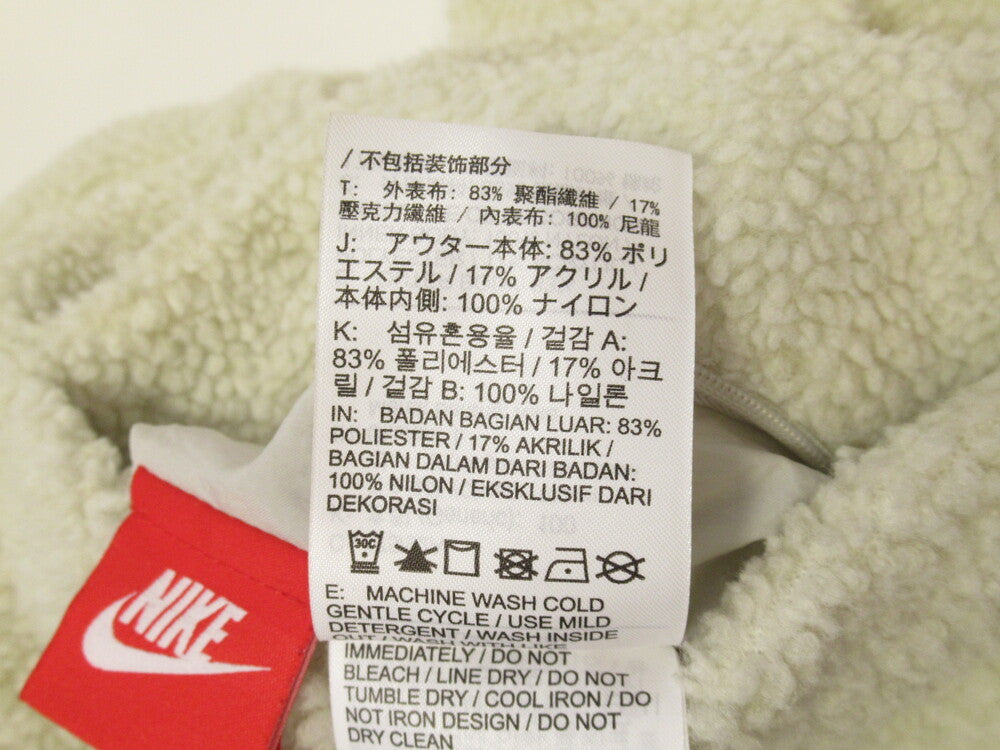 / 不包括装饰部分
T: 外表布: 83% 聚酯纖維 / 17%
壓克力纖維 / 內表布: 100% 尼龍
J: アウター本体: 83% ポリ
エステル / 17% アクリル /
本体内側: 100% ナイロン
K: 섬유혼용율 / 겉감 A:
83% 폴리에스터 / 17% 아크
릴 / 겉감 B: 100% 나일론
IN: BADAN BAGIAN LUAR: 83%
POLIESTER / 17% AKRILIK /
BAGIAN DALAM DARI BADAN:
100% NILON / EKSKLUSIF DARI
DEKORASI
30C
E: MACHINE WASH COLD
GENTLE CYCLE / USE MILD
DETERGENT / WASH INSIDE
OUT / WASH WITH LIKE
IMMEDIATELY / DO NOT
BLEACH / LINE DRY / DO NOT
TUMBLE DRY / COOL IRON / DO
NOT IRON DESIGN / DO NOT
DRY CLEAN
NIKE